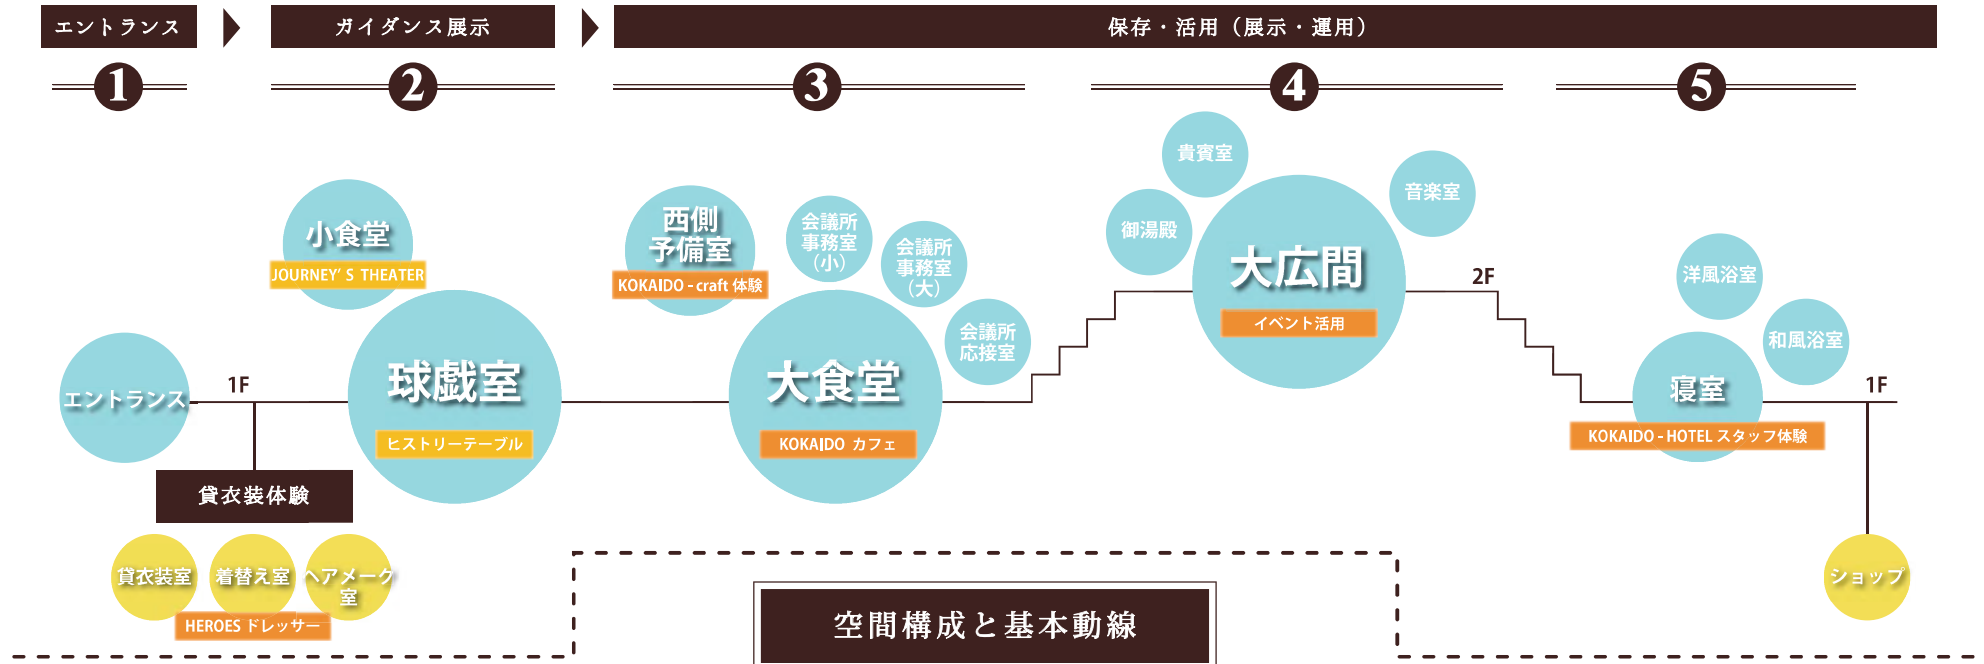 エントランス
ガイダンス展示
保存・活用（展示・運用）
1
2
3
4
5
小食堂
JOURNEY'S THEATER
西側
予備室
KOKAIDO - craft 体験
会議所
事務室
（小）
会議所
事務室
（大）
会議所
応接室
貴賓室
御湯殿
音楽室
大広間
イベント活用
2F
洋風浴室
和風浴室
エントランス
1F
球戯室
ヒストリーテーブル
大食堂
KOKAIDO カフェ
寝室
KOKAIDO - HOTEL スタッフ体験
1F
貸衣装体験
貸衣装室
着替え室
ヘアメーク
室
HEROES ドレッサー
ショップ
空間構成と基本動線